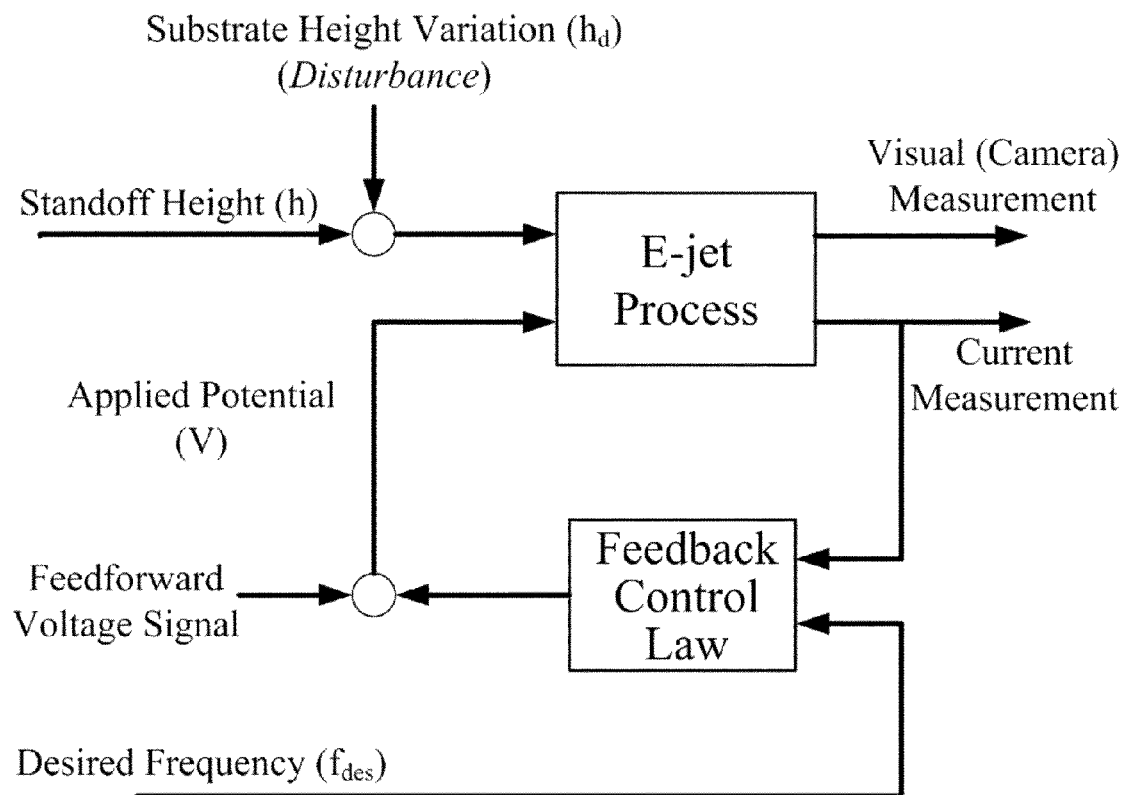 Substrate Height Variation (hd)
(Disturbance)
Visual (Camera)
Measurement
Standoff Height (h)
E-jet
Process
Current
Measurement
Applied Potential
(V)
Feedback
Control
Law
Feedforward
Voltage Signal
Desired Frequency (fdes)